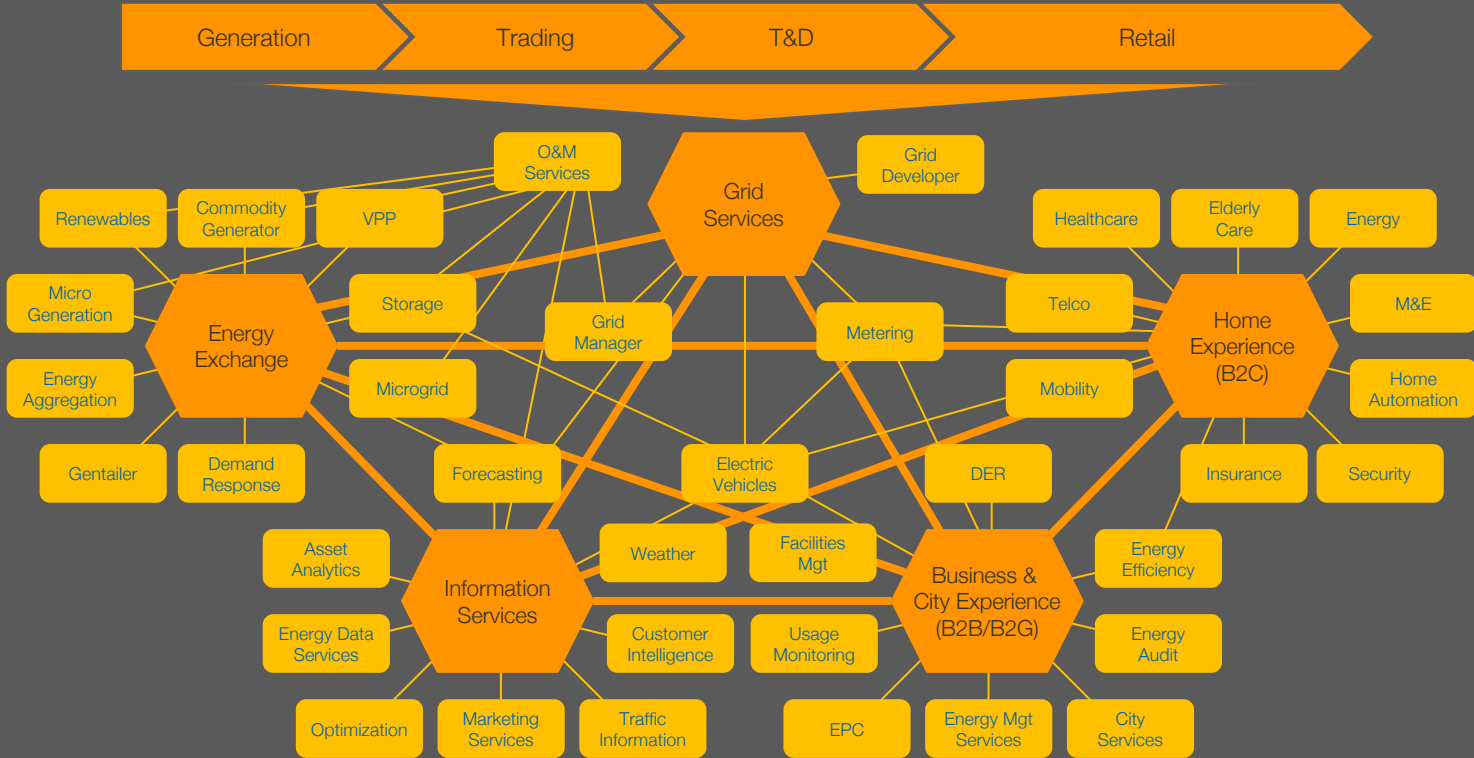 Generation
Trading
T&D
Retail
O&M
Services
Grid
Services
Grid
Developer
Renewables
Commodity
Generator
VPP
Healthcare
Elderly
Care
Energy
Micro
Generation
Storage
Grid
Manager
Metering
Telco
M&E
Energy
Exchange
Home
Experience
(B2C)
Energy
Aggregation
Microgrid
Mobility
Home
Automation
Gentailer
Demand
Response
Forecasting
Electric
Vehicles
DER
Insurance
Security
Asset
Analytics
Weather
Facilities
Mgt
Energy
Efficiency
Information
Services
Business &
City Experience
(B2B/B2G)
Energy Data
Services
Customer
Intelligence
Usage
Monitoring
Energy
Audit
Optimization
Marketing
Services
Traffic
Information
EPC
Energy Mgt
Services
City
Services